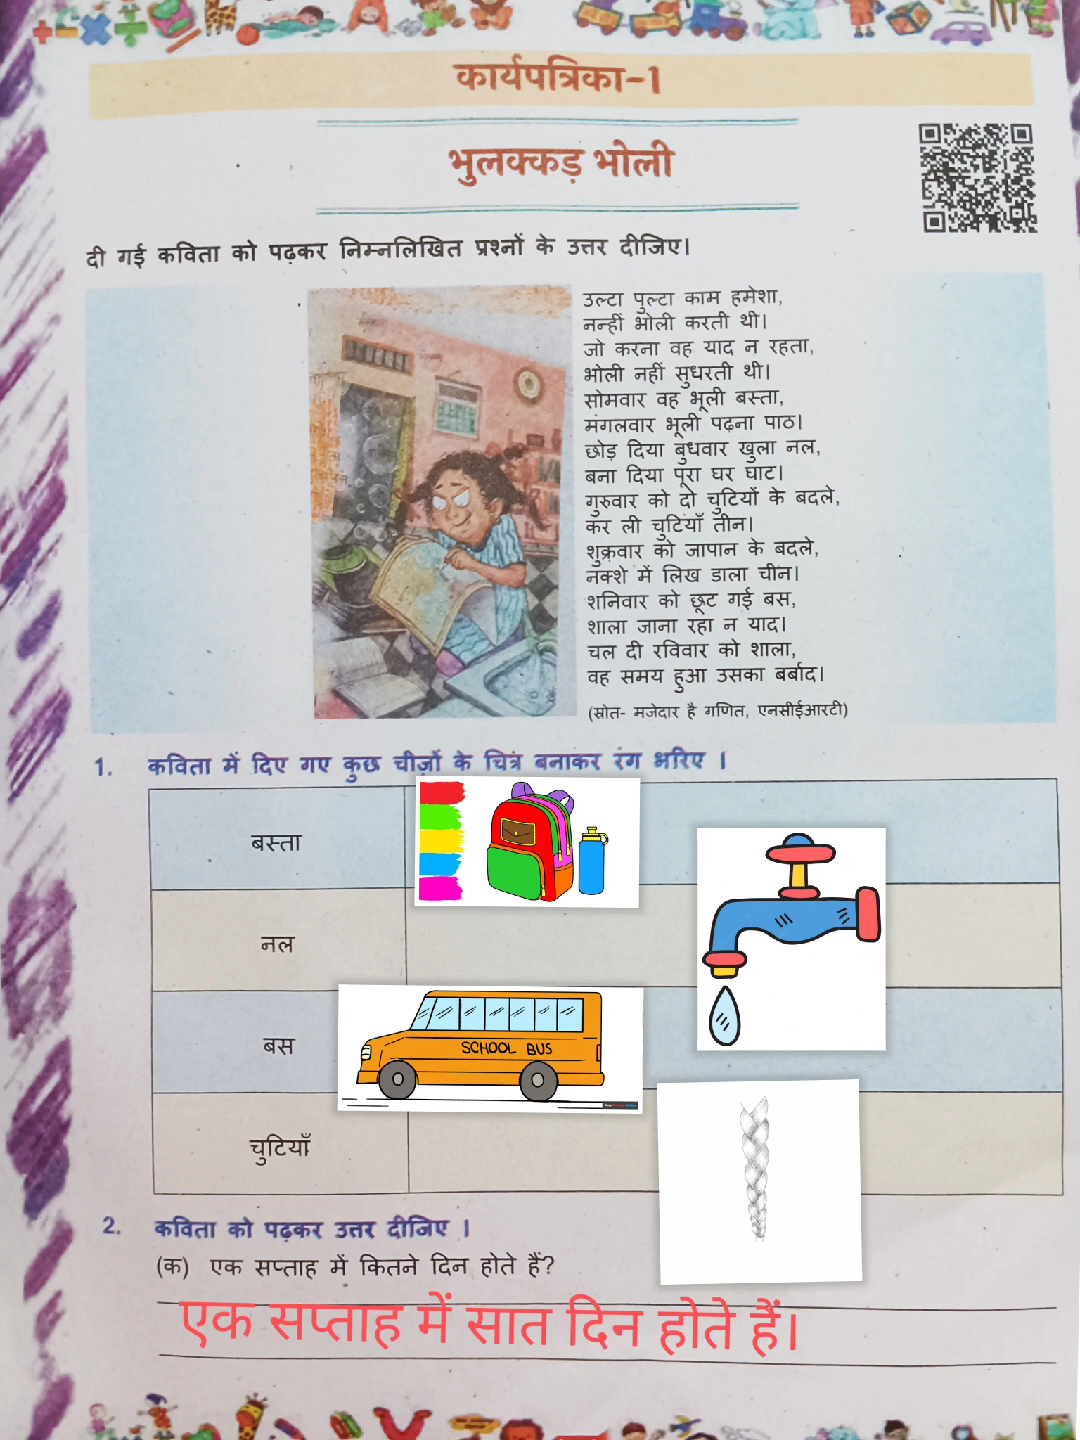 कार्यपत्रिका-1
भुलक्कड़ भोली
दी गई कविता को पढ़कर निम्नलिखित प्रश्नों के उत्तर दीजिए।
उल्टा पुल्टा काम हमेशा,
नन्हीं भोली करती थी।
जो करना वह याद न रहता,
भोली नहीं सुधरती थी।
सोमवार वह भूली बस्ता,
मंगलवार भूली पढ़ना पाठ।
छोड़ दिया बुधवार खुला नल,
बना दिया पूरा घर घाट।
गुरुवार को दो चुटियों के बदले,
कर ली चुटियाँ तीन।
शुक्रवार को जापान के बदले,
नक्शे में लिख डाला चीन।
शनिवार को छूट गई बस,
शाला जाना रहा न याद।
चल दी रविवार को शाला,
वह समय हुआ उसका बर्बाद।
(स्रोत- मजेदार है गणित, एनसीईआरटी)
1. कविता में दिए गए कुछ चीज़ों के चित्र बनाकर रंग भरिए ।
बस्ता
नल
बस
SCHOOL BUS
चुटियाँ
2. कविता को पढ़कर उत्तर दीजिए ।
(क) एक सप्ताह में कितने दिन होते हैं?
एक सप्ताह में सात दिन होते हैं।